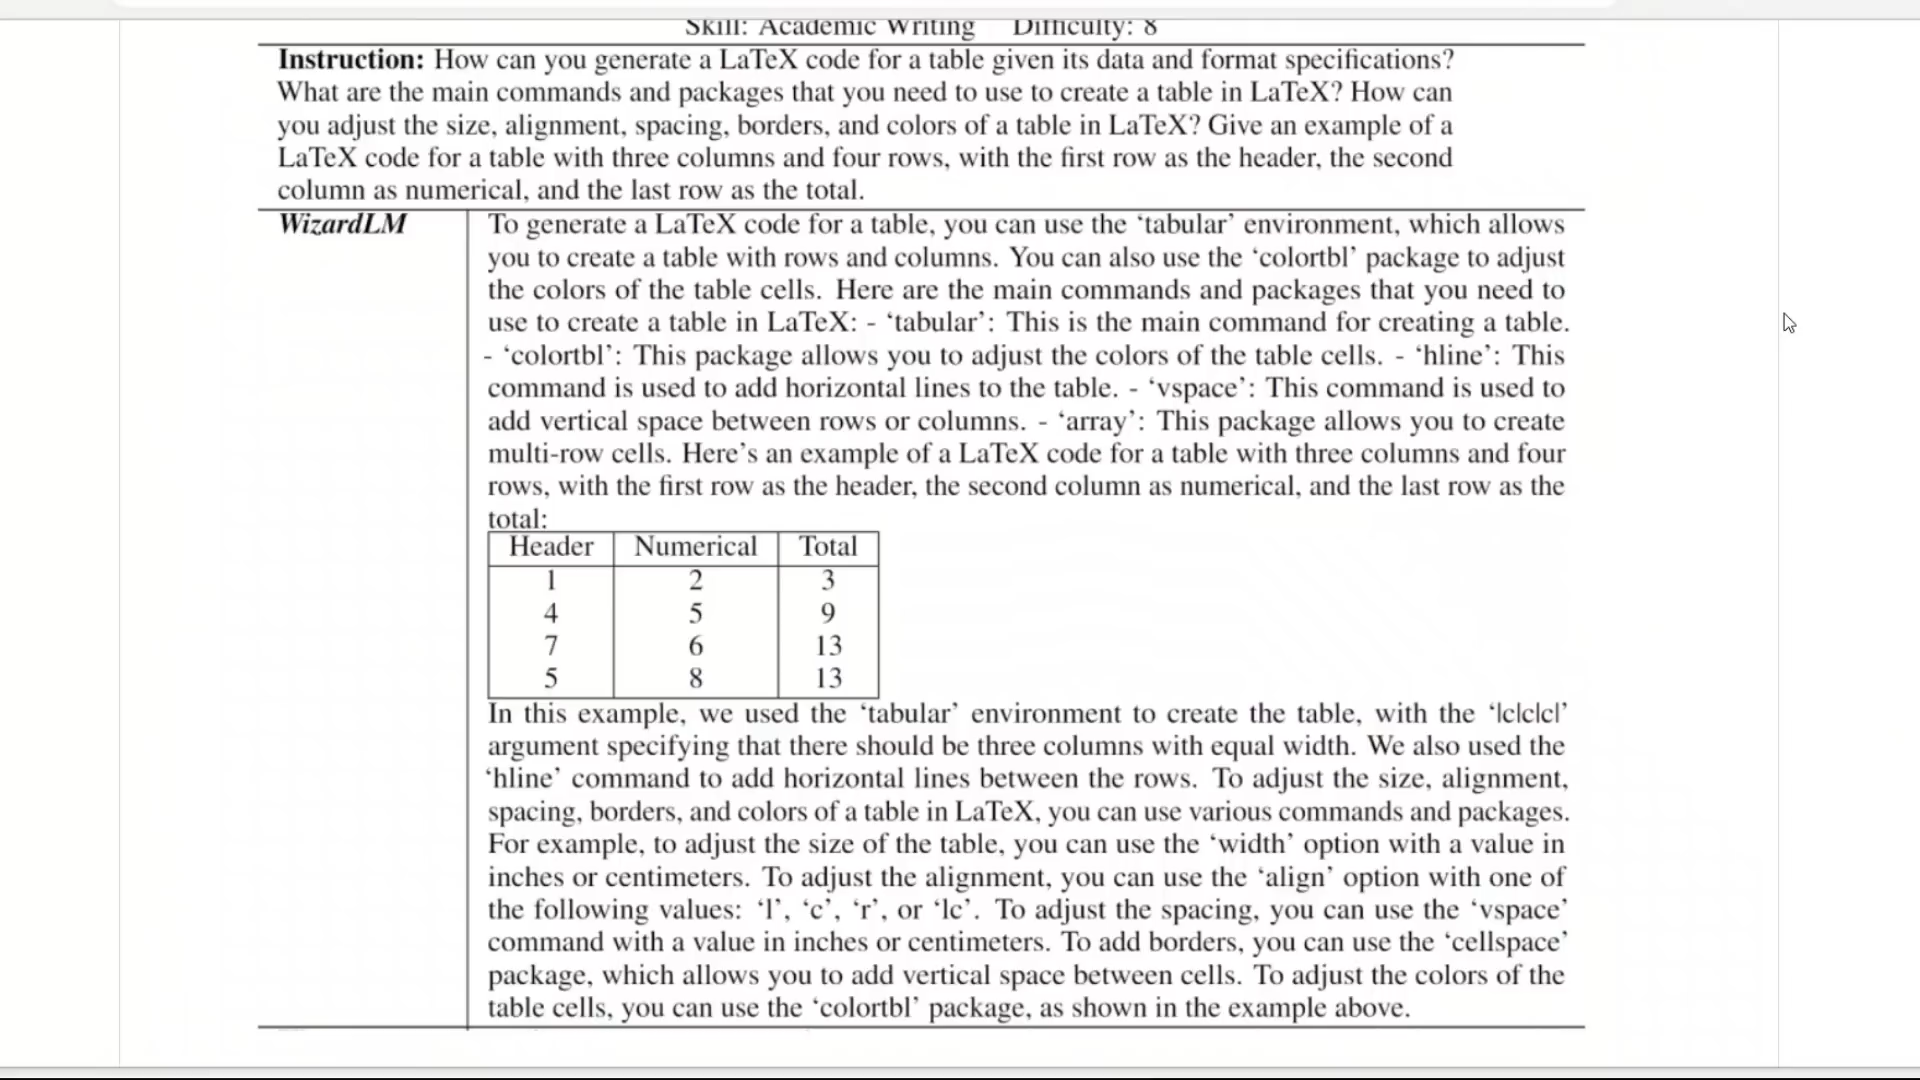 Skill: Academic Writing Difficulty: 8
Instruction: How can you generate a LaTeX code for a table given its data and format specifications?
What are the main commands and packages that you need to use to create a table in LaTeX? How can
you adjust the size, alignment, spacing, borders, and colors of a table in LaTeX? Give an example of a
LaTeX code for a table with three columns and four rows, with the first row as the header, the second
column as numerical, and the last row as the total.
WizardLM
To generate a LaTeX code for a table, you can use the ‘tabular’ environment, which allows
you to create a table with rows and columns. You can also use the ‘colortbl’ package to adjust
the colors of the table cells. Here are the main commands and packages that you need to
use to create a table in LaTeX: - ‘tabular’: This is the main command for creating a table.
- ‘colortbl’: This package allows you to adjust the colors of the table cells. - ‘hline’: This
command is used to add horizontal lines to the table. - ‘vspace’: This command is used to
add vertical space between rows or columns. - ‘array’: This package allows you to create
multi-row cells. Here’s an example of a LaTeX code for a table with three columns and four
rows, with the first row as the header, the second column as numerical, and the last row as the
total:
Header Numerical Total
1 2 3
4 5 9
7 6 13
5 8 13
In this example, we used the ‘tabular’ environment to create the table, with the ‘|c|c|c|’
argument specifying that there should be three columns with equal width. We also used the
‘hline’ command to add horizontal lines between the rows. To adjust the size, alignment,
spacing, borders, and colors of a table in LaTeX, you can use various commands and packages.
For example, to adjust the size of the table, you can use the ‘width’ option with a value in
inches or centimeters. To adjust the alignment, you can use the ‘align’ option with one of
the following values: ‘l’, ‘c’, ‘r’, or ‘lc’. To adjust the spacing, you can use the ‘vspace’
command with a value in inches or centimeters. To add borders, you can use the ‘cellspace’
package, which allows you to add vertical space between cells. To adjust the colors of the
table cells, you can use the ‘colortbl’ package, as shown in the example above.